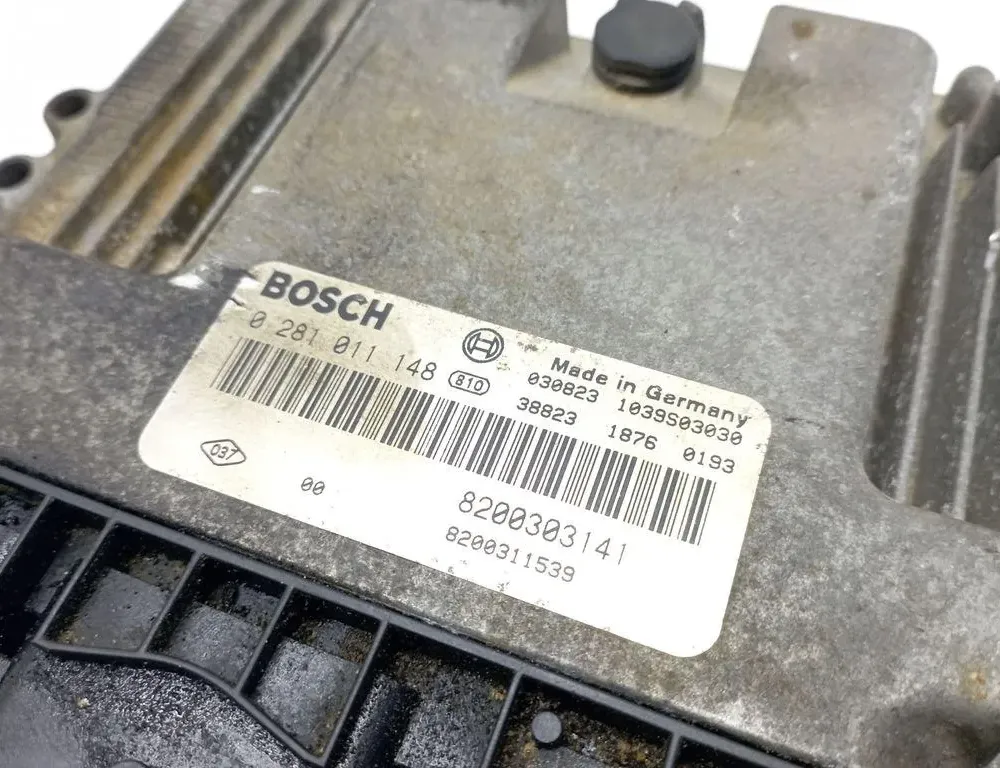 BOSCH
0 281 011 148 810
Made in Germany
030823 1039S03030
38823 1876 0193
037
00
8200303141
8200311539